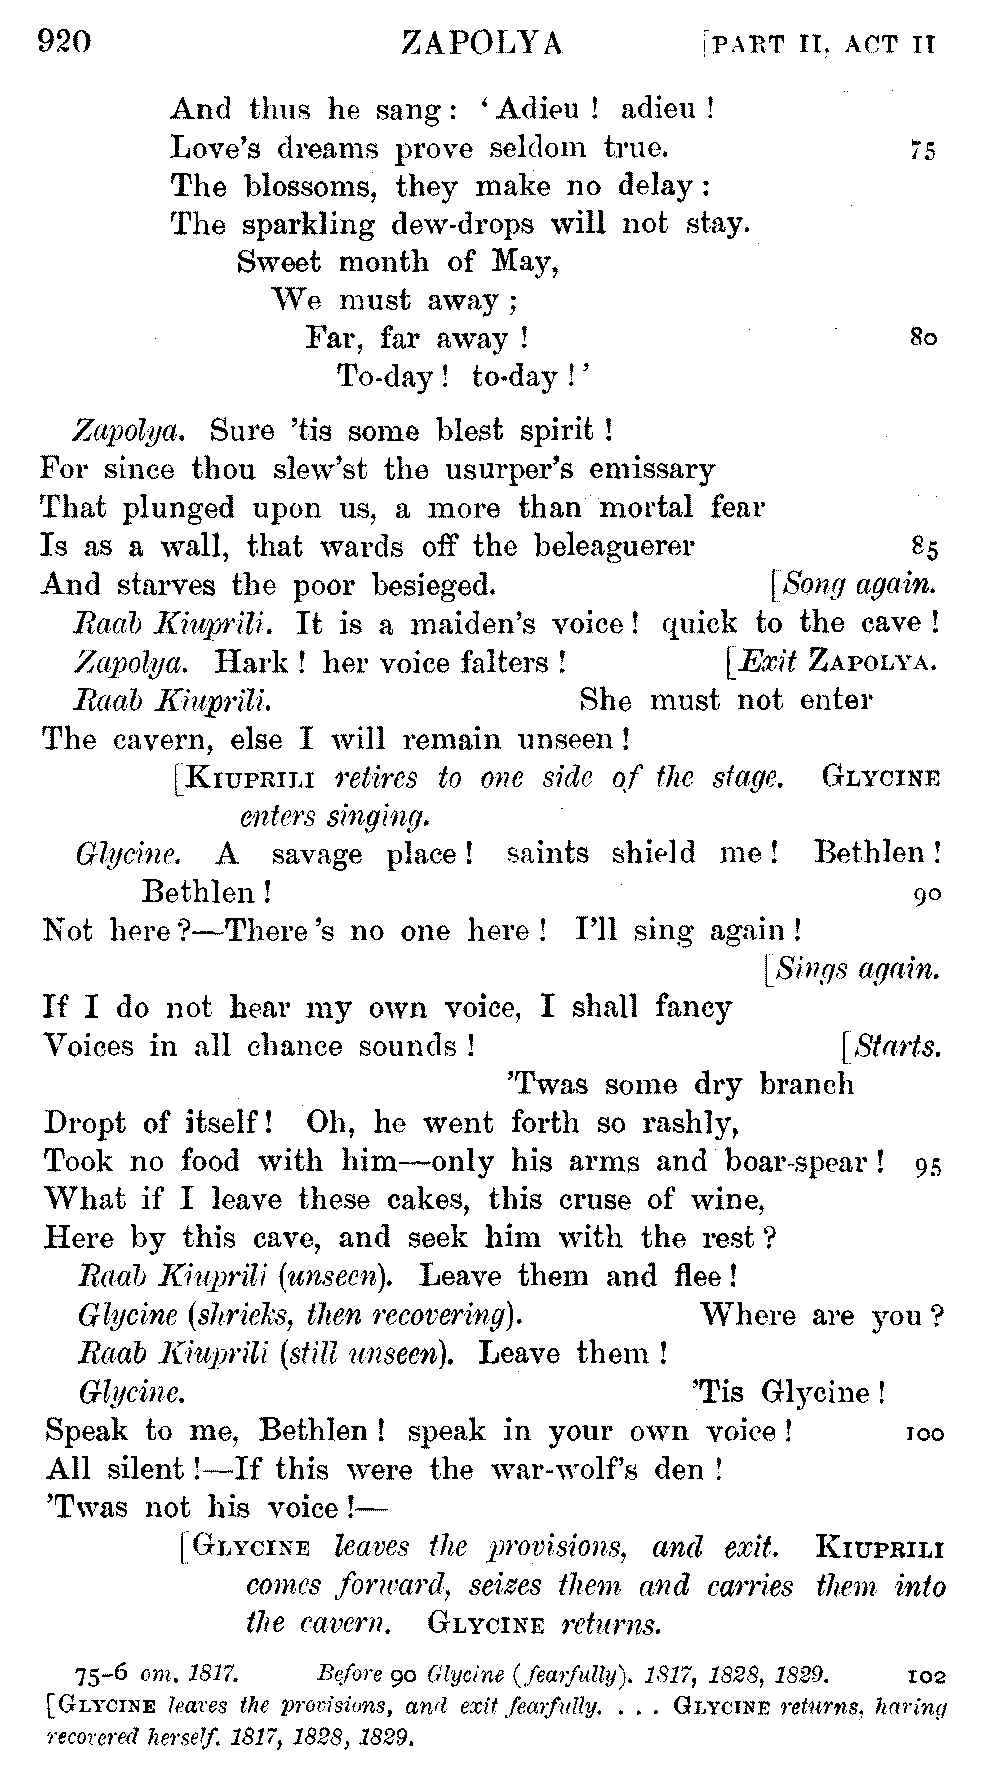 920 ZAPOLYA [PART II, ACT II
And thus he sang: ‘Adieu! adieu!
Love’s dreams prove seldom true. 75
The blossoms, they make no delay:
The sparkling dew-drops will not stay.
Sweet month of May,
We must away;
Far, far away! 80
To-day! to-day!’
Zapolya. Sure ’tis some blest spirit!
For since thou slew’st the usurper’s emissary
That plunged upon us, a more than mortal fear
Is as a wall, that wards off the beleaguerer 85
And starves the poor besieged. [Song again.
Raab Kiuprili. It is a maiden’s voice! quick to the cave!
Zapolya. Hark! her voice falters! [Exit ZAPOLYA.
Raab Kiuprili. She must not enter
The cavern, else I will remain unseen!
[KIUPRILI retires to one side of the stage. GLYCINE
enters singing.
Glycine. A savage place! saints shield me! Bethlen!
Bethlen! 90
Not here?—There’s no one here! I’ll sing again!
[Sings again.
If I do not hear my own voice, I shall fancy
Voices in all chance sounds! [Starts.
’Twas some dry branch
Dropt of itself! Oh, he went forth so rashly,
Took no food with him—only his arms and boar-spear! 95
What if I leave these cakes, this cruse of wine,
Here by this cave, and seek him with the rest?
Raab Kiuprili (unseen). Leave them and flee!
Glycine (shrieks, then recovering). Where are you?
Raab Kiuprili (still unseen). Leave them!
Glycine. ’Tis Glycine!
Speak to me, Bethlen! speak in your own voice! 100
All silent!—If this were the war-wolf’s den!
’Twas not his voice!—
[GLYCINE leaves the provisions, and exit. KIUPRILI
comes forward, seizes them and carries them into
the cavern. GLYCINE returns.
75-6 om. 1817. Before 90 Glycine (fearfully). 1817, 1828, 1829. 102
[GLYCINE leaves the provisions, and exit fearfully. . . . GLYCINE returns, having
recovered herself. 1817, 1828, 1829.